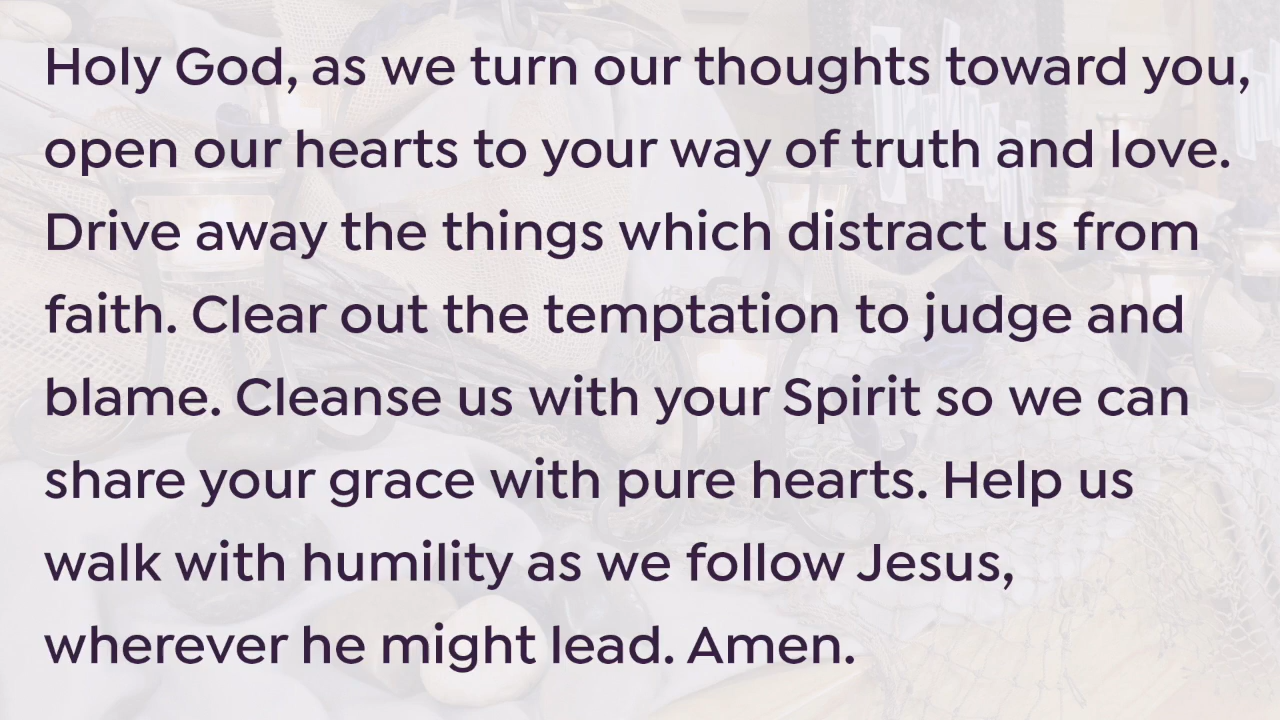 Holy God, as we turn our thoughts toward you,
open our hearts to your way of truth and love.
Drive away the things which distract us from
faith. Clear out the temptation to judge and
blame. Cleanse us with your Spirit so we can
share your grace with pure hearts. Help us
walk with humility as we follow Jesus,
wherever he might lead. Amen.